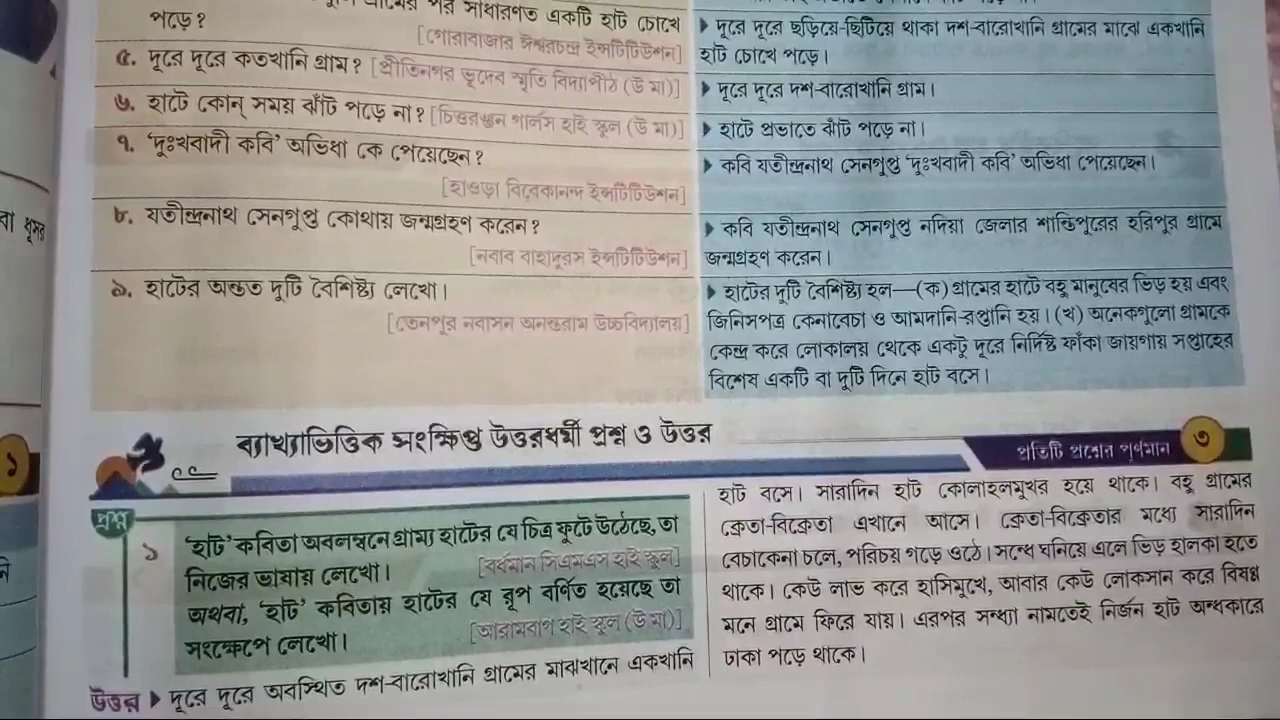 গ্রামের পর সাধারণত একটি হাট চোখে
পড়ে?
[গোরাবাজার ঈশ্বরচন্দ্র ইন্সটিটিউশন]
▶ দূরে দূরে ছড়িয়ে-ছিটিয়ে থাকা দশ-বারোখানি গ্রামের মাঝে একখানি
হাট চোখে পড়ে।
৫. দূরে দূরে কতখানি গ্রাম? [প্রীতিনগর ভূদেব স্মৃতি বিদ্যাপীঠ (উ মা)]
▶ দূরে দূরে দশ-বারোখানি গ্রাম।
৬. হাটে কোন্ সময় ঝাঁট পড়ে না? [চিত্তরঞ্জন গার্লস হাই স্কুল (উ মা)]
▶ হাটে প্রভাতে ঝাঁট পড়ে না।
৭. ‘দুঃখবাদী কবি’ অভিধা কে পেয়েছেন?
[হাওড়া বিবেকানন্দ ইন্সটিটিউশন]
▶ কবি যতীন্দ্রনাথ সেনগুপ্ত ‘দুঃখবাদী কবি’ অভিধা পেয়েছেন।
৮. যতীন্দ্রনাথ সেনগুপ্ত কোথায় জন্মগ্রহণ করেন?
[নবাব বাহাদুরস ইন্সটিটিউশন]
▶ কবি যতীন্দ্রনাথ সেনগুপ্ত নদিয়া জেলার শান্তিপুরের হরিপুর গ্রামে
জন্মগ্রহণ করেন।
৯. হাটের অন্তত দুটি বৈশিষ্ট্য লেখো।
[তেনপুর নবাসন অনন্তরাম উচ্চবিদ্যালয়]
▶ হাটের দুটি বৈশিষ্ট্য হল—(ক) গ্রামের হাটে বহু মানুষের ভিড় হয় এবং
জিনিসপত্র কেনাবেচা ও আমদানি-রপ্তানি হয়। (খ) অনেকগুলো গ্রামকে
কেন্দ্র করে লোকালয় থেকে একটু দূরে নির্দিষ্ট ফাঁকা জায়গায় সপ্তাহের
বিশেষ একটি বা দুটি দিনে হাট বসে।
ব্যাখ্যাভিত্তিক সংক্ষিপ্ত উত্তরধর্মী প্রশ্ন ও উত্তর
প্রতিটি প্রশ্নের পূর্ণমান ৩
প্রশ্ন
১
‘হাট’ কবিতা অবলম্বনে গ্রাম্য হাটের যে চিত্র ফুটে উঠেছে, তা
নিজের ভাষায় লেখো। [বর্ধমান সিএমএস হাই স্কুল]
অথবা, ‘হাট’ কবিতায় হাটের যে রূপ বর্ণিত হয়েছে তা
সংক্ষেপে লেখো। [আরামবাগ হাই স্কুল (উ মা)]
উত্তর ▶ দূরে দূরে অবস্থিত দশ-বারোখানি গ্রামের মাঝখানে একখানি
হাট বসে। সারাদিন হাট কোলাহলমুখর হয়ে থাকে। বহু গ্রামের
ক্রেতা-বিক্রেতা এখানে আসে। ক্রেতা-বিক্রেতার মধ্যে সারাদিন
বেচাকেনা চলে, পরিচয় গড়ে ওঠে। সন্ধে ঘনিয়ে এলে ভিড় হালকা হতে
থাকে। কেউ লাভ করে হাসিমুখে, আবার কেউ লোকসান করে বিষণ্ণ
মনে গ্রামে ফিরে যায়। এরপর সন্ধ্যা নামতেই নির্জন হাট অন্ধকারে
ঢাকা পড়ে থাকে।
বা ধূসর
১